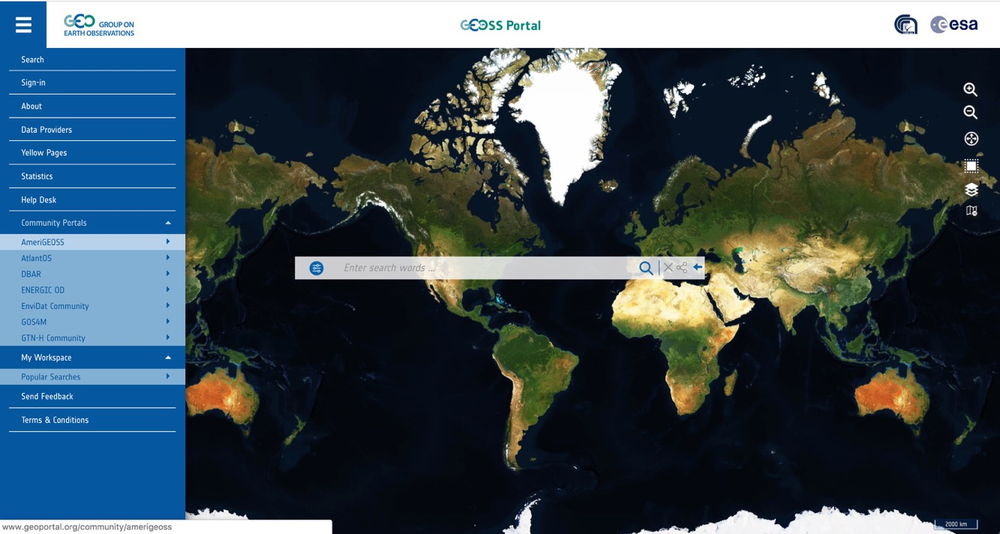 GEO GROUP ON
EARTH OBSERVATIONS
GEOSS Portal
esa
Search
Sign-in
About
Data Providers
Yellow Pages
Statistics
Help Desk
Community Portals
AmeriGEOSS
AtlantOS
DBAR
ENERGIC OD
EnviDat Community
GOS4M
GTN-H Community
My Workspace
Popular Searches
Send Feedback
Terms & Conditions
Enter search words ...
www.geoportal.org/community/amerigeoss
2000 km